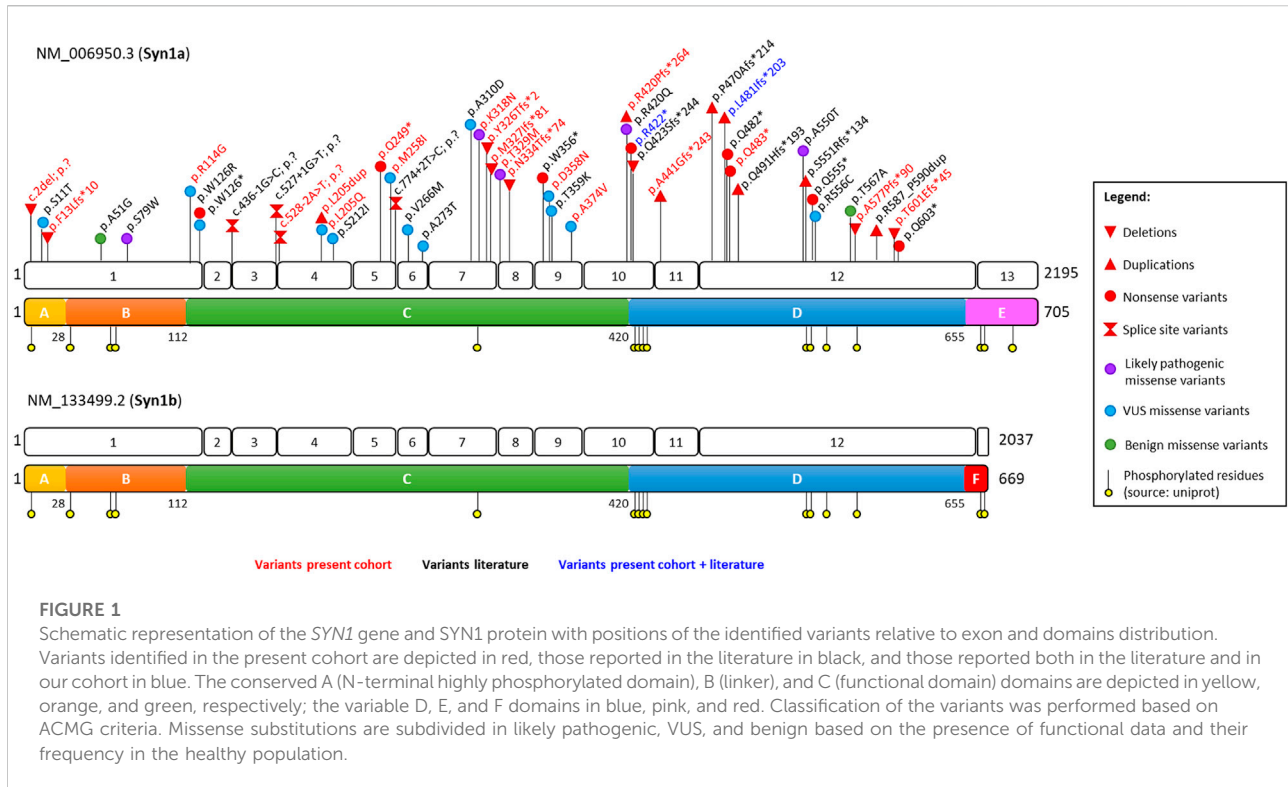 NM_006950.3 (Syn1a)
c.2del; p.?
p.S11T
p.F13Lfs*10
p.A51G
p.S79W
p.R114G
p.W126R
p.W126*
c.436-1G>C; p.?
c.527+1G>T; p.?
c.528-2A>T; p.?
p.L205dup
p.L205Q
p.S212I
p.Q249*
p.M258I
c.774+2T>C; p.?
p.V266M
p.A273T
p.A310D
p.K318N
p.Y326Tfs*2
p.M327Ifs*81
p.T329M
p.N334Tfs*74
p.W356*
p.D358N
p.T359K
p.A374V
p.R420Pfs*264
p.R420Q
p.R422*
p.Q423Sfs*244
p.A441Gfs*243
p.P470Afs*214
p.L481Ifs*203
p.Q482*
p.Q483*
p.Q491Hfs*193
p.A550T
p.S551Rfs*134
p.Q555*
p.R556C
p.T567A
p.A577Pfs*90
p.R587_P590dup
p.T601Efs*45
p.Q603*
1 1 2 3 4 5 6 7 8 9 10 11 12 13 2195
1 A B C D E 705
28 112 420 655
NM_133499.2 (Syn1b)
1 1 2 3 4 5 6 7 8 9 10 11 12 2037
1 A B C D F 669
28 112 420 655
Legend:
Deletions
Duplications
Nonsense variants
Splice site variants
Likely pathogenic
missense variants
VUS missense variants
Benign missense variants
Phosphorylated residues
(source: uniprot)
Variants present cohort Variants literature Variants present cohort + literature
FIGURE 1
Schematic representation of the SYN1 gene and SYN1 protein with positions of the identified variants relative to exon and domains distribution.
Variants identified in the present cohort are depicted in red, those reported in the literature in black, and those reported both in the literature and in
our cohort in blue. The conserved A (N-terminal highly phosphorylated domain), B (linker), and C (functional domain) domains are depicted in yellow,
orange, and green, respectively; the variable D, E, and F domains in blue, pink, and red. Classification of the variants was performed based on
ACMG criteria. Missense substitutions are subdivided in likely pathogenic, VUS, and benign based on the presence of functional data and their
frequency in the healthy population.